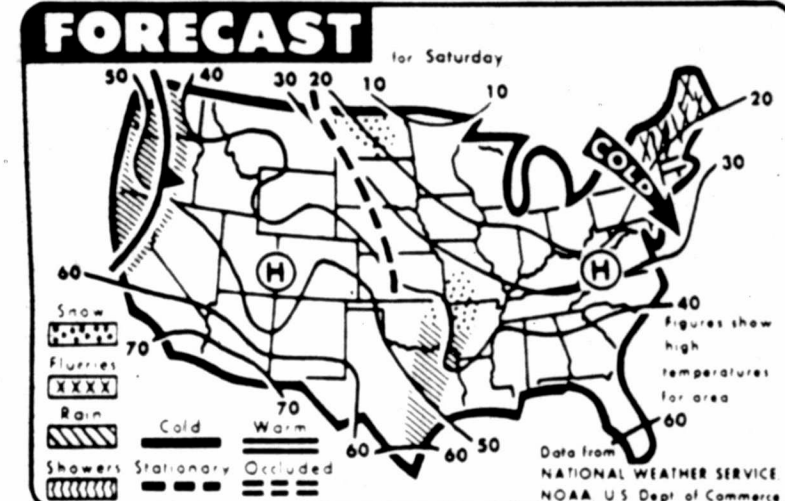 FORECAST
for Saturday
50 40 30 20 10 10
20
COLD
30
H H
60
40
Snow
Figures show
high
temperatures
for area
70
Flurries
70
Rain
60
Cold Warm
60 60 50
Showers Stationary Occluded
Data from
NATIONAL WEATHER SERVICE,
NOAA U S Dept of Commerce